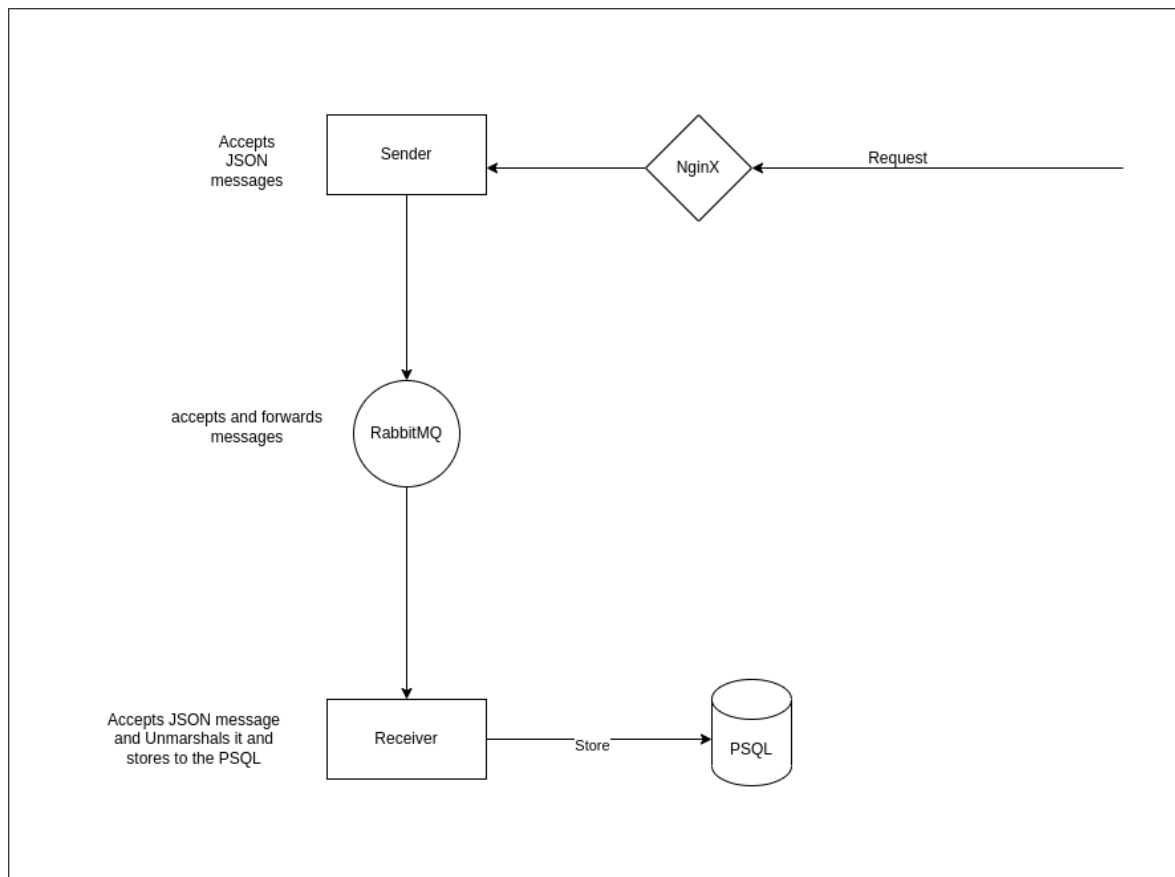 Accepts
JSON
messages
Sender
NginX
Request
accepts and forwards
messages
RabbitMQ
Accepts JSON message
and Unmarshals it and
stores to the PSQL
Receiver
Store
PSQL